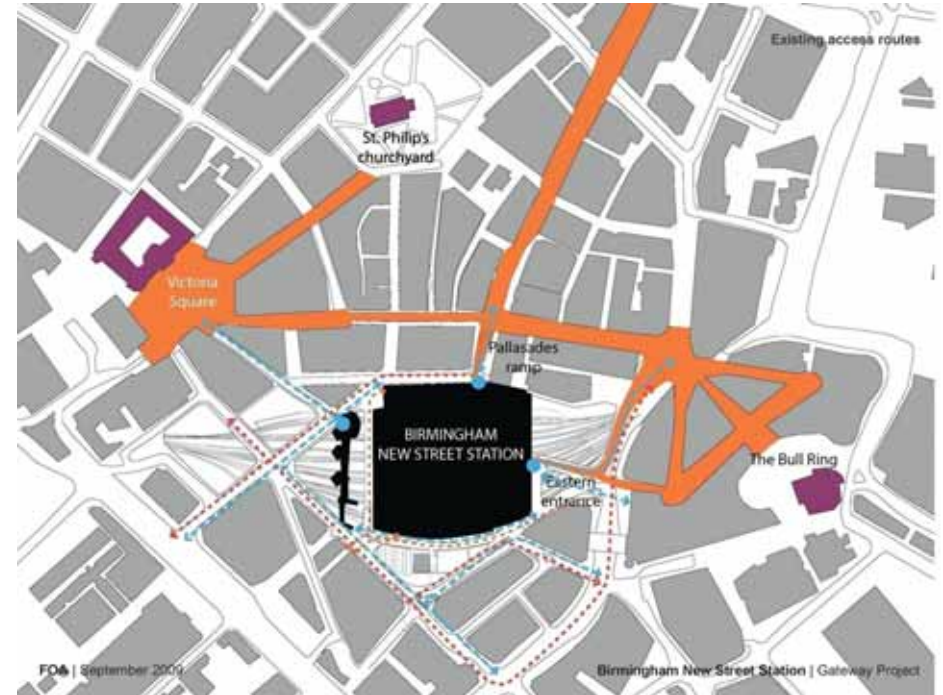 Existing access routes
St. Philip's
churchyard
Victoria
Square
Pallasades
ramp
BIRMINGHAM
NEW STREET STATION
The Bull Ring
Eastern
entrance
FOA | September 2009
Birmingham New Street Station | Gateway Project